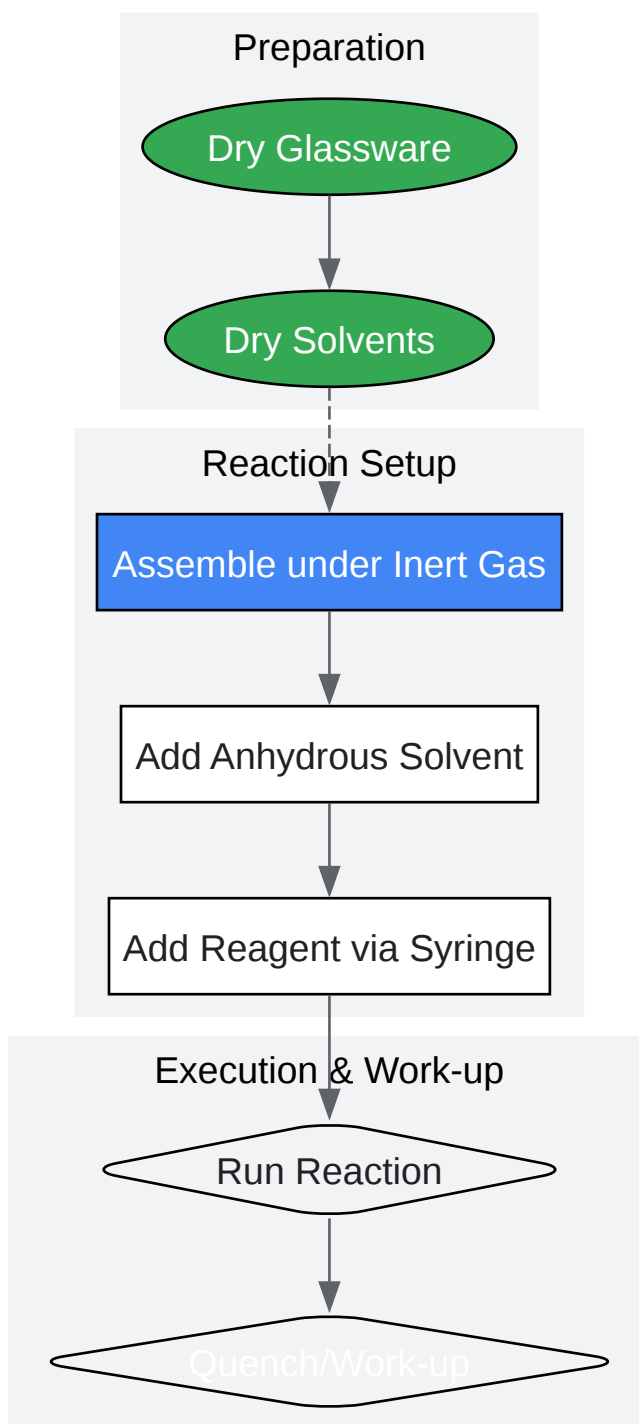 Preparation
Dry Glassware
Dry Solvents
Reaction Setup
Assemble under Inert Gas
Add Anhydrous Solvent
Add Reagent via Syringe
Execution & Work-up
Run Reaction
Quench/Work-up